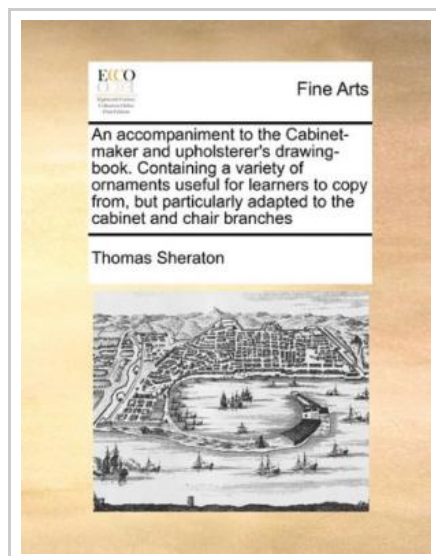 ECCO
Fine Arts
An accompaniment to the Cabinet-
maker and upholsterer's drawing-
book. Containing a variety of
ornaments useful for learners to copy
from, but particularly adapted to the
cabinet and chair branches
Thomas Sheraton